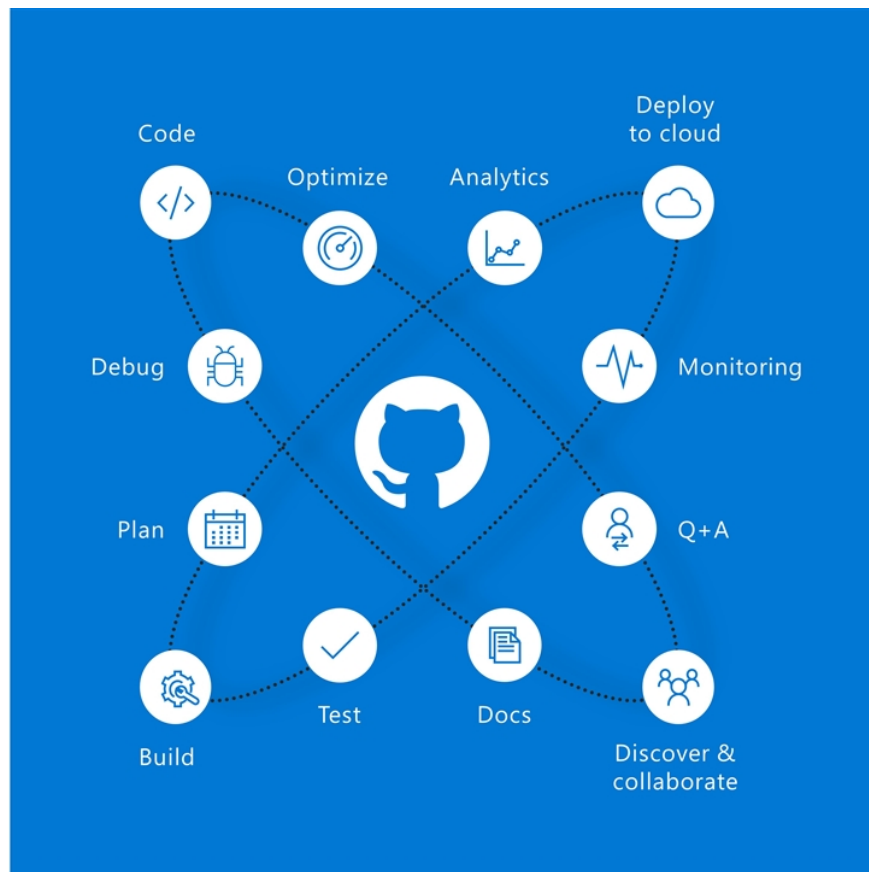 Deploy
to cloud
Code
Optimize
Analytics
Debug
Monitoring
Plan
Q+A
Test
Docs
Build
Discover &
collaborate